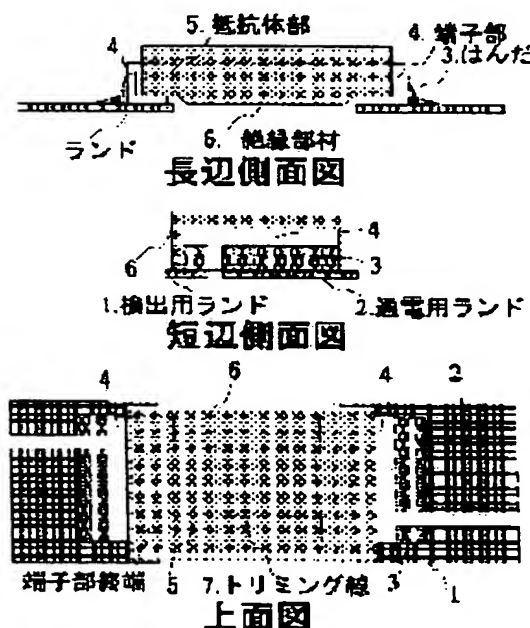 5. 抵抗体部
4
4. 端子部
3. はんだ
ランド
6. 絶縁部材
長辺側面図
6
4
3
1. 検出用ランド
2. 通電用ランド
短辺側面図
4
6
4
2
端子部終端
5
7. トリミング線
3
1
上面図